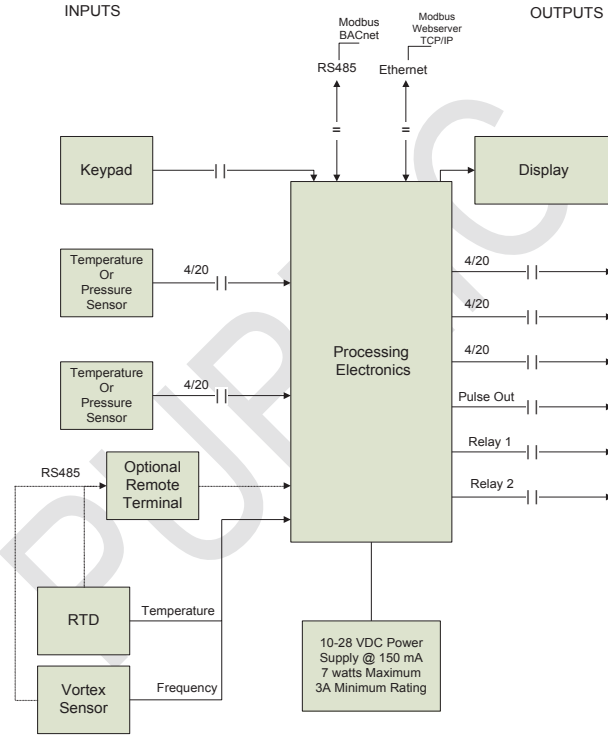 INPUTS
OUTPUTS
Modbus
BACnet
RS485
Modbus
Webserver
TCP/IP
Ethernet
Keypad
Display
Temperature
Or
Pressure
Sensor
4/20
Temperature
Or
Pressure
Sensor
4/20
Processing
Electronics
4/20
4/20
4/20
Pulse Out
Relay 1
Relay 2
RS485
Optional
Remote
Terminal
RTD
Temperature
Vortex
Sensor
Frequency
10-28 VDC Power
Supply @ 150 mA
7 watts Maximum
3A Minimum Rating
PUBLIC